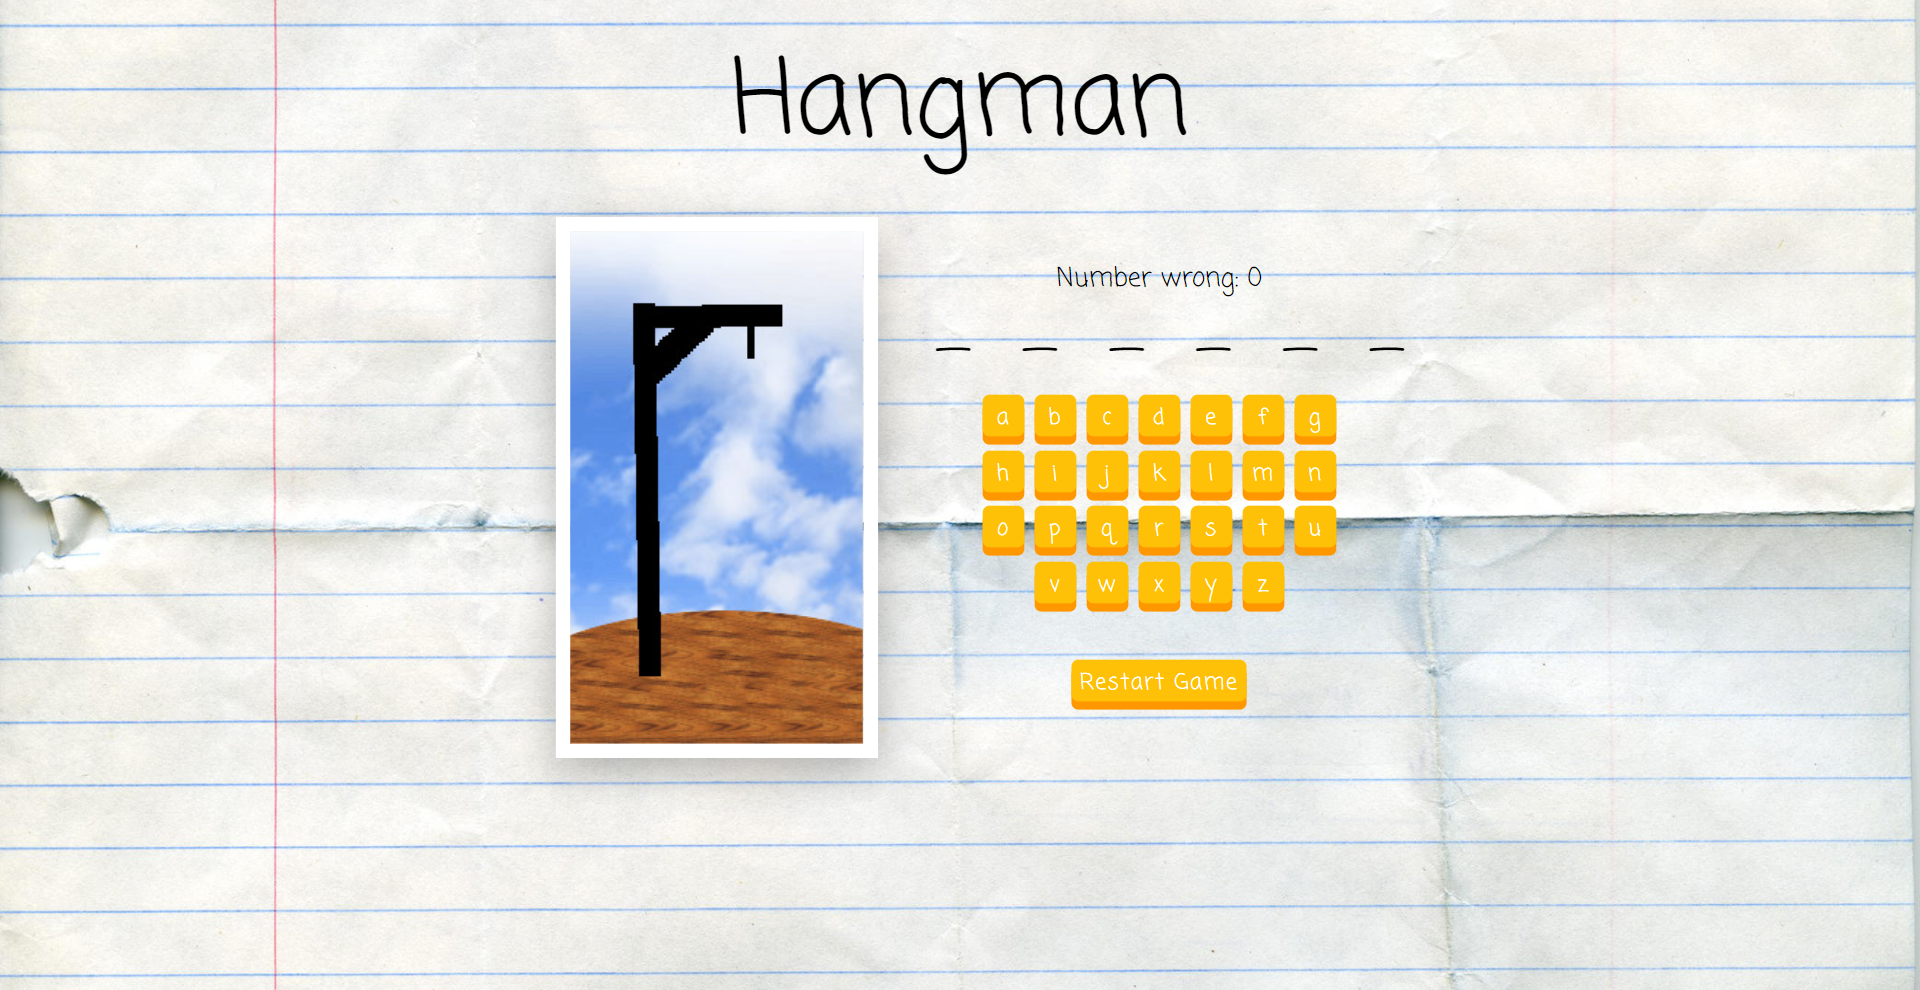 Hangman
Number wrong: 0
_ _ _ _ _ _
a b c d e f g
h i j k l m n
o p q r s t u
v w x y z
Restart Game